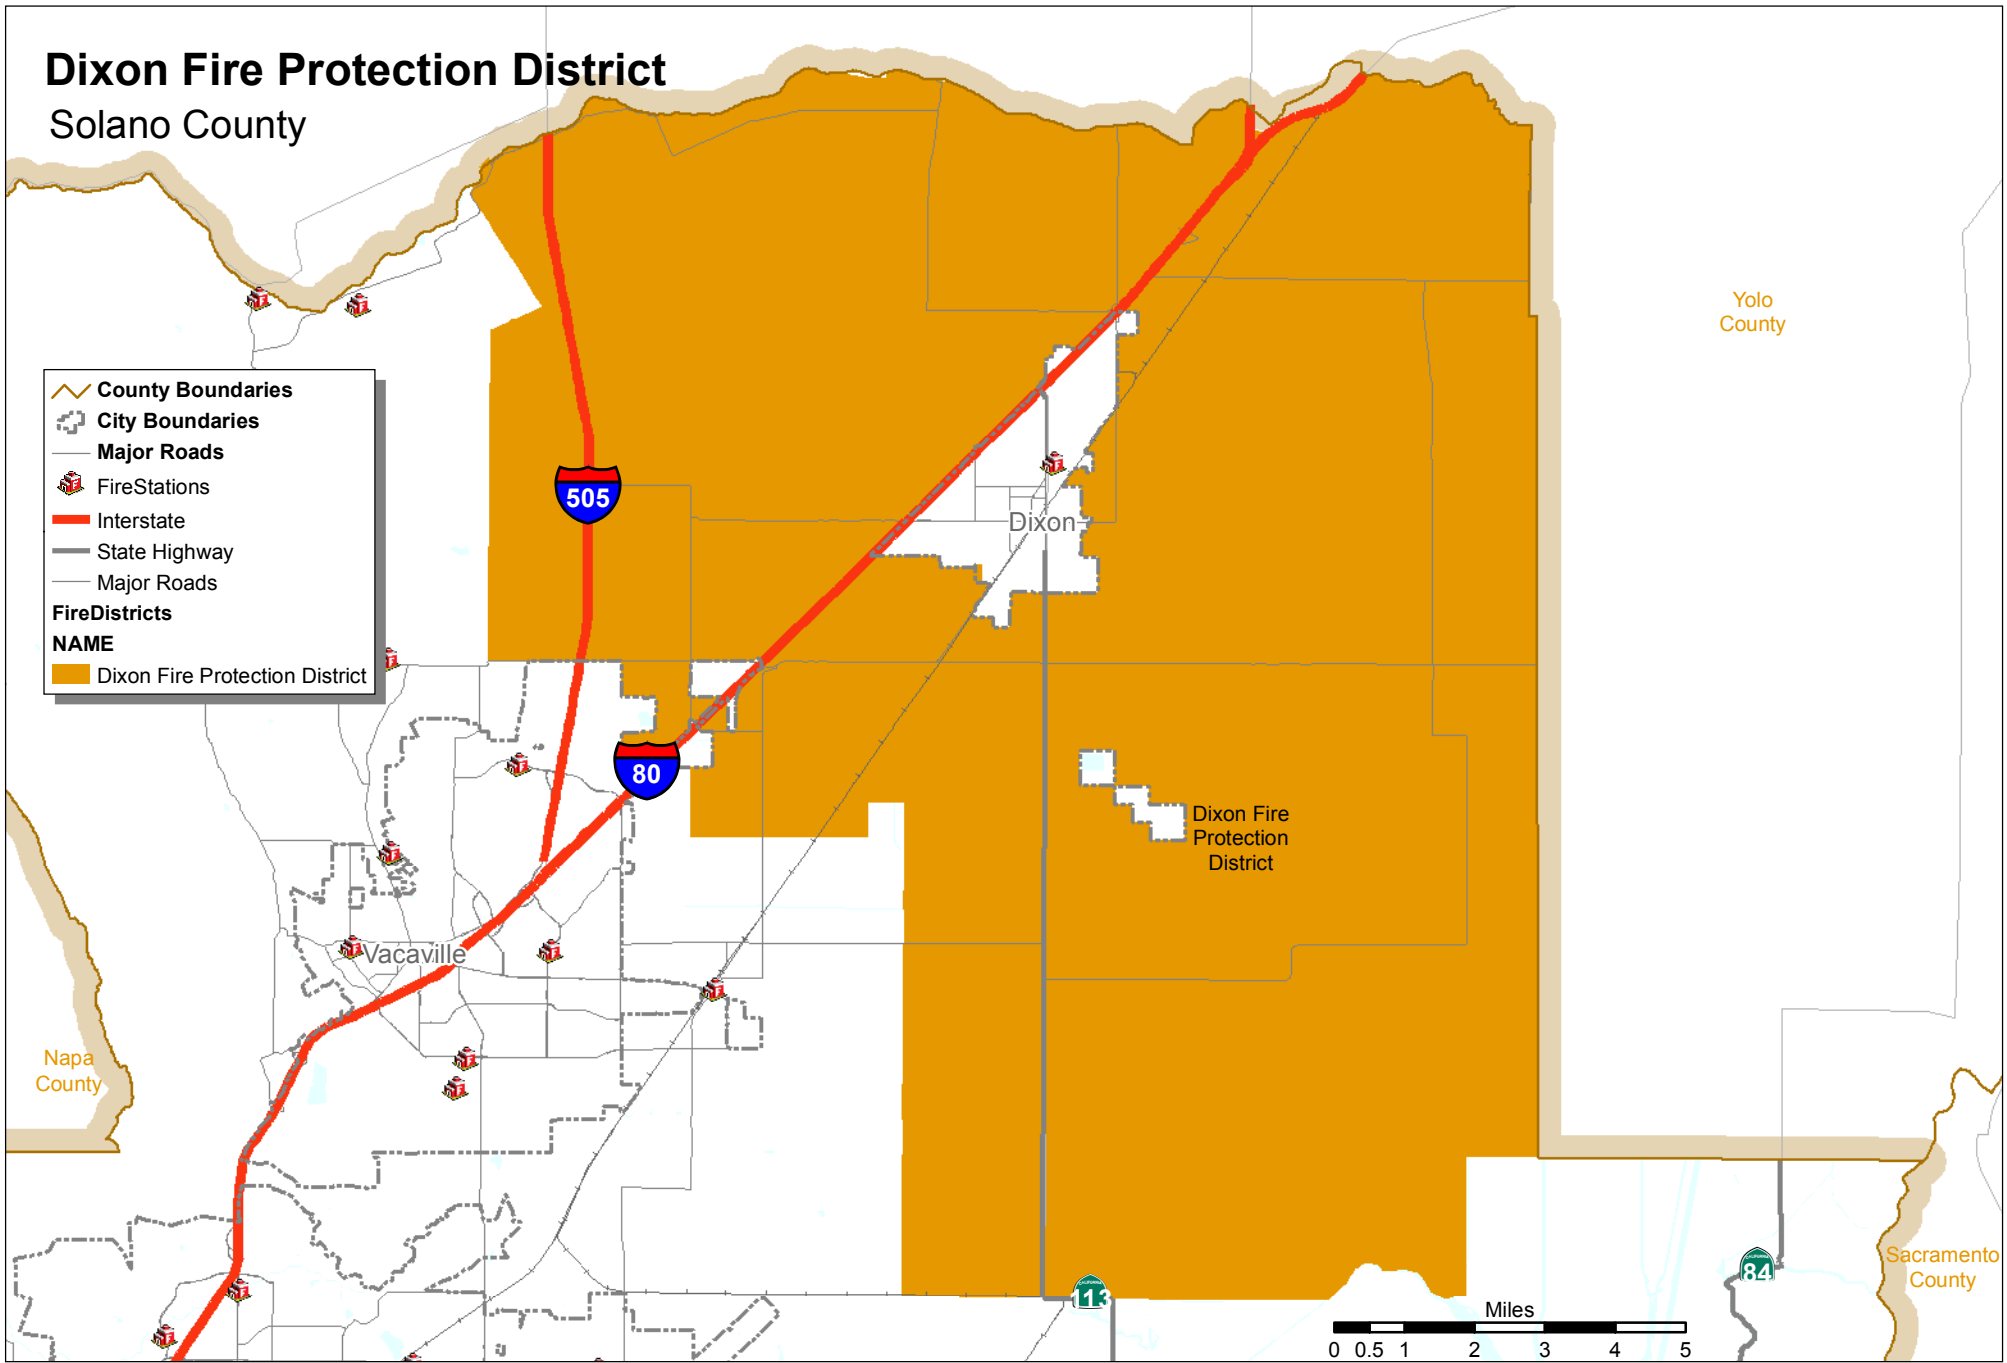 Dixon Fire Protection District
Solano County
Yolo
County
County Boundaries
City Boundaries
Major Roads
FireStations
Interstate
State Highway
Major Roads
FireDistricts
NAME
Dixon Fire Protection District
505
Dixon
80
Dixon Fire
Protection
District
Vacaville
Napa
County
Sacramento
County
CALIFORNIA
84
CALIFORNIA
113
Miles
0 0.5 1 2 3 4 5